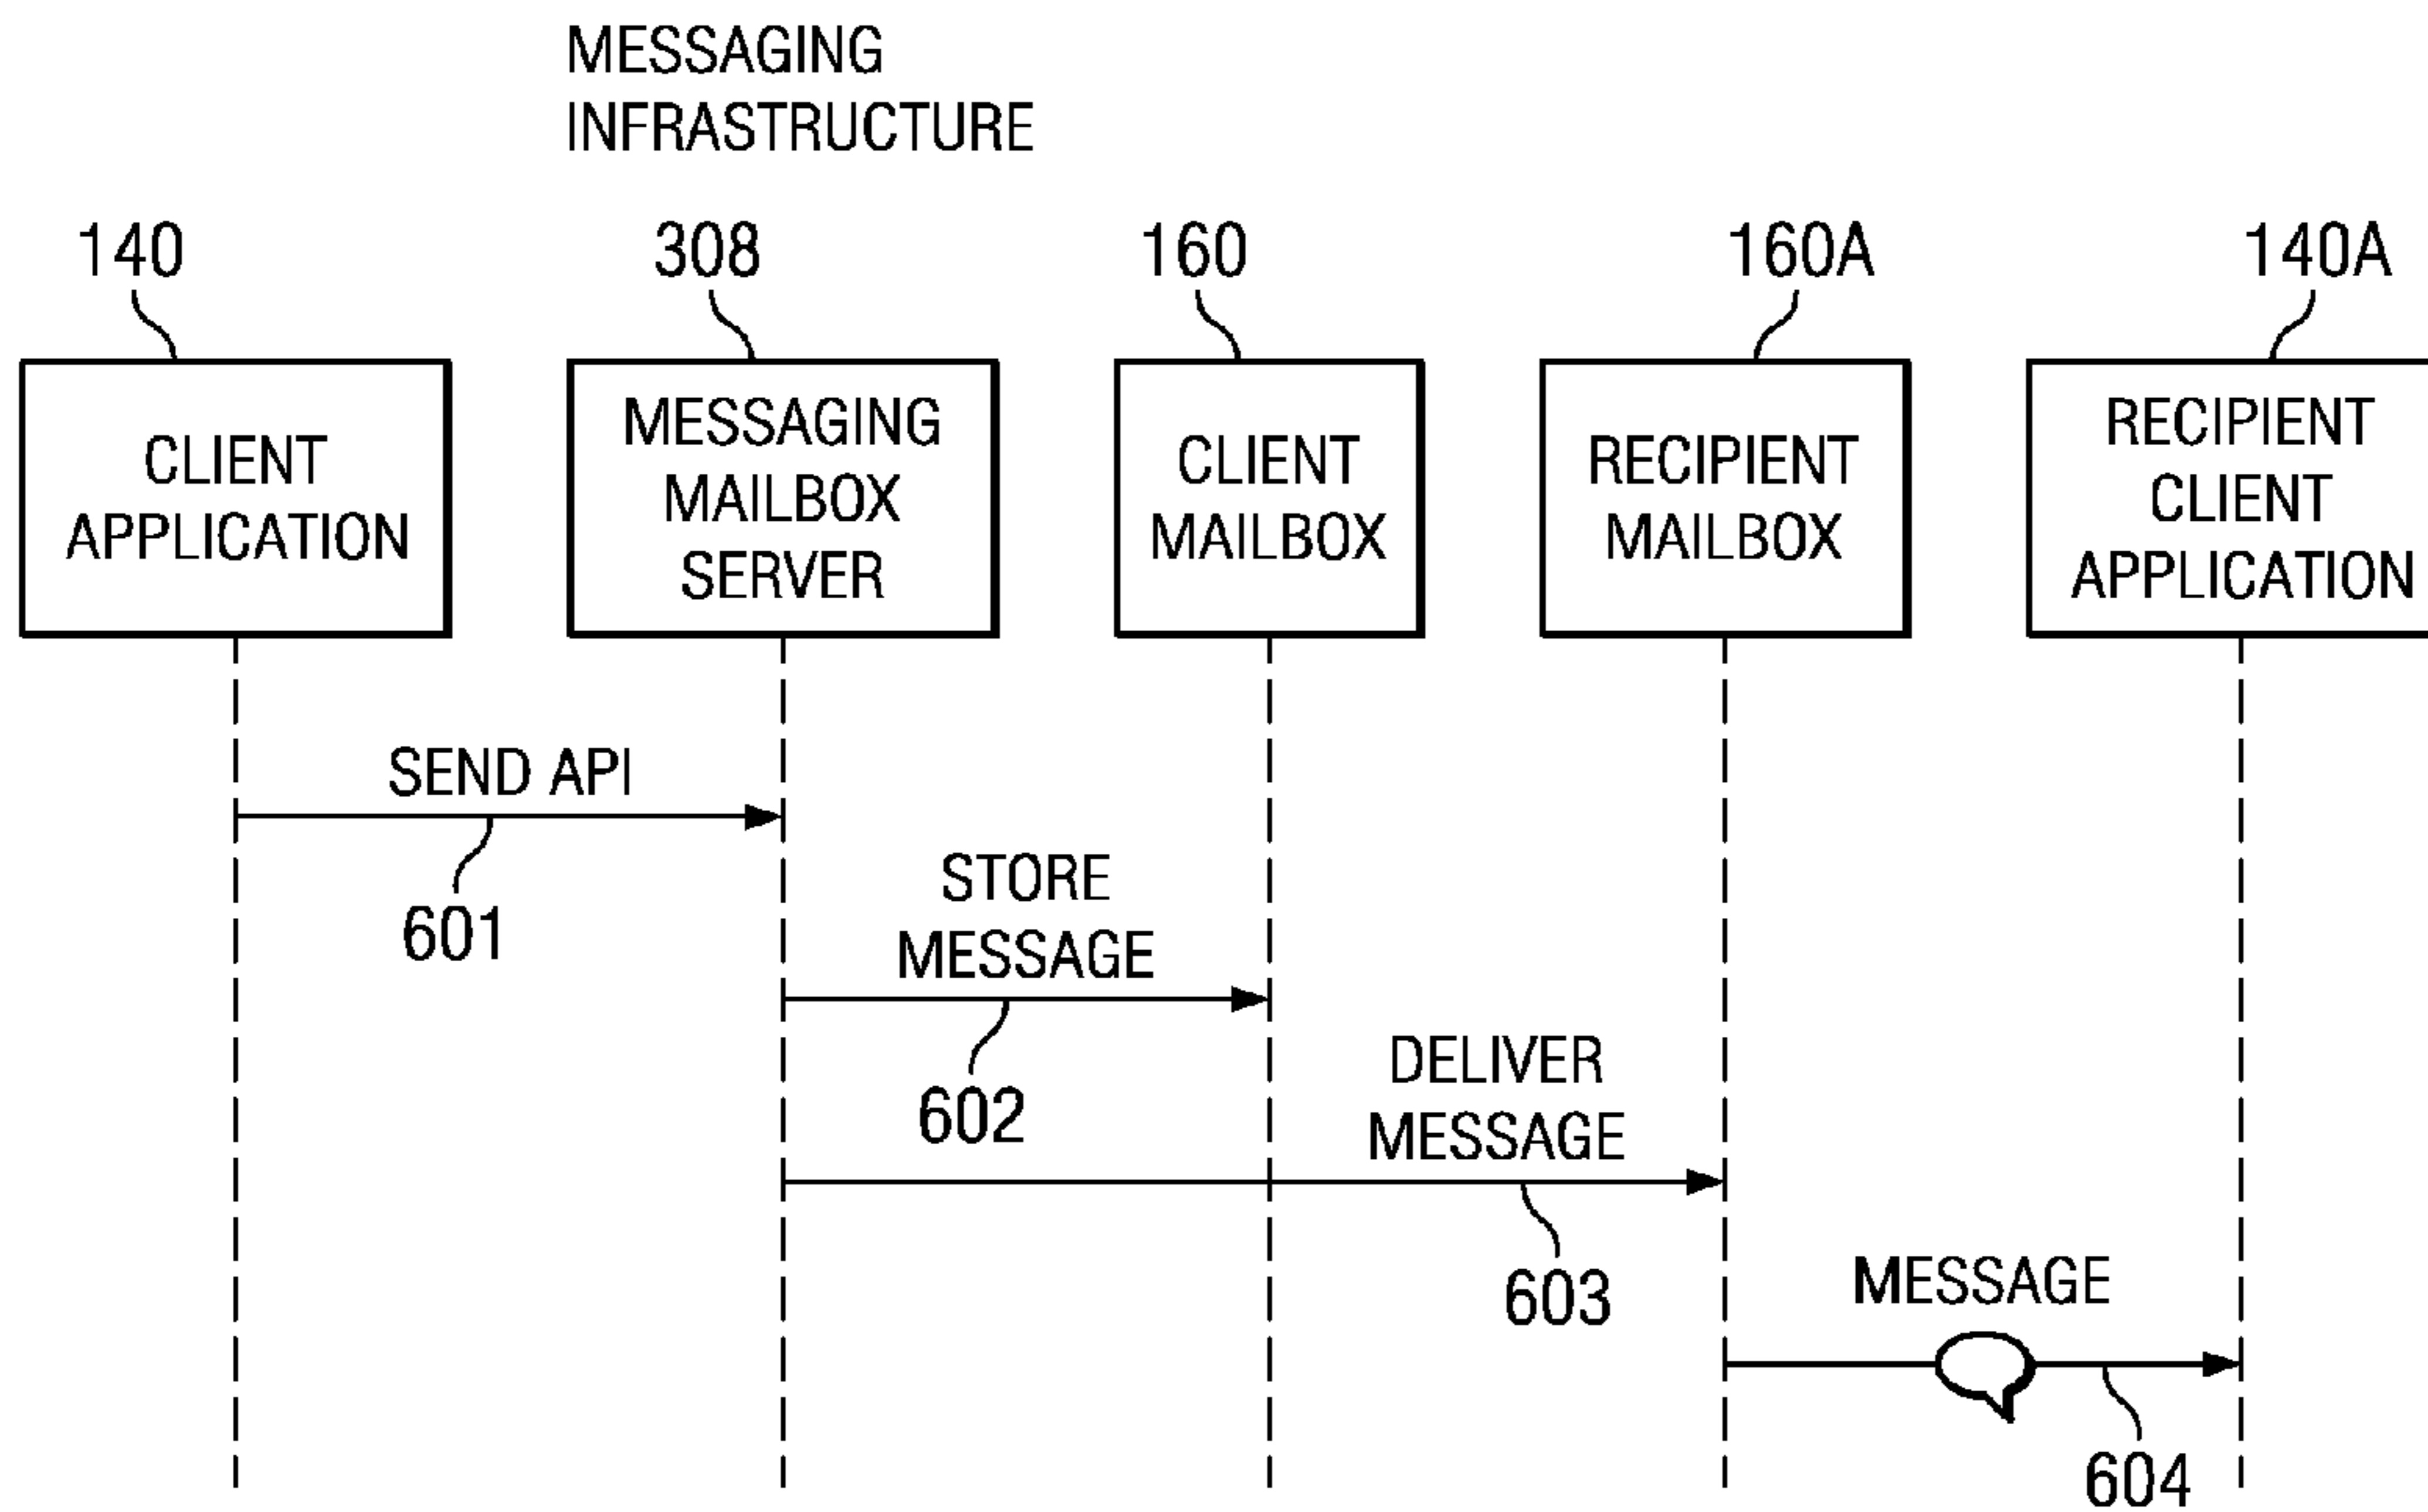 MESSAGING
INFRASTRUCTURE
140
308
160
160A
140A
CLIENT
APPLICATION
MESSAGING
MAILBOX
SERVER
CLIENT
MAILBOX
RECIPIENT
MAILBOX
RECIPIENT
CLIENT
APPLICATION
SEND API
601
STORE
MESSAGE
602
DELIVER
MESSAGE
603
MESSAGE
604